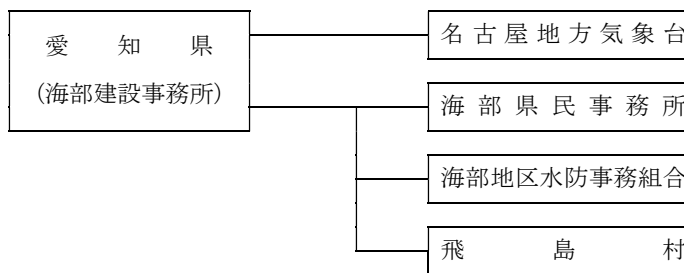 愛知県
(海部建設事務所)
名古屋地方気象台
海部県民事務所
海部地区水防事務組合
飛島村